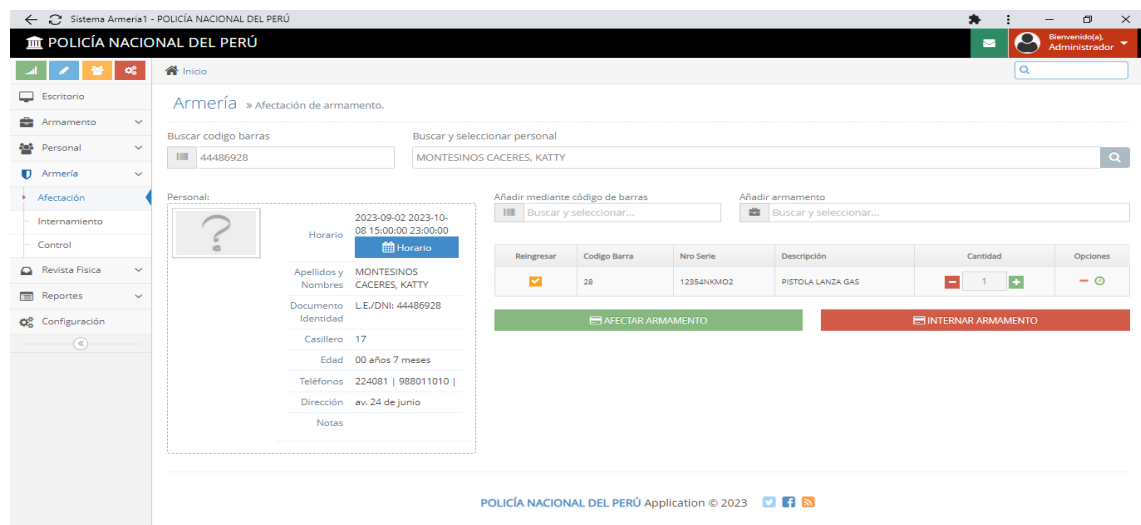 Sistema Armeria1 - POLICÍA NACIONAL DEL PERÚ
POLICÍA NACIONAL DEL PERÚ
Bienvenido(a),
Administrador
Inicio
Escritorio
Armamento
Personal
Armería
Afectación
Internamiento
Control
Revista Fisica
Reportes
Configuración
Armería » Afectación de armamento.
Buscar codigo barras
Buscar y seleccionar personal
44486928
MONTESINOS CACERES, KATTY
Personal:
Horario
2023-09-02 2023-10-
08 15:00:00 23:00:00
Horario
Apellidos y
Nombres
MONTESINOS
CACERES, KATTY
Documento
Identidad
L.E./DNI: 44486928
Casillero 17
Edad 00 años 7 meses
Teléfonos 224081 | 988011010 |
Dirección av. 24 de junio
Notas
Añadir mediante código de barras
Añadir armamento
Buscar y seleccionar...
Buscar y seleccionar...
Reingresar Codigo Barra Nro Serie Descripción Cantidad Opciones
28 12354NKMO2 PISTOLA LANZA GAS 1
AFECTAR ARMAMENTO
INTERNAR ARMAMENTO
POLICÍA NACIONAL DEL PERÚ Application © 2023